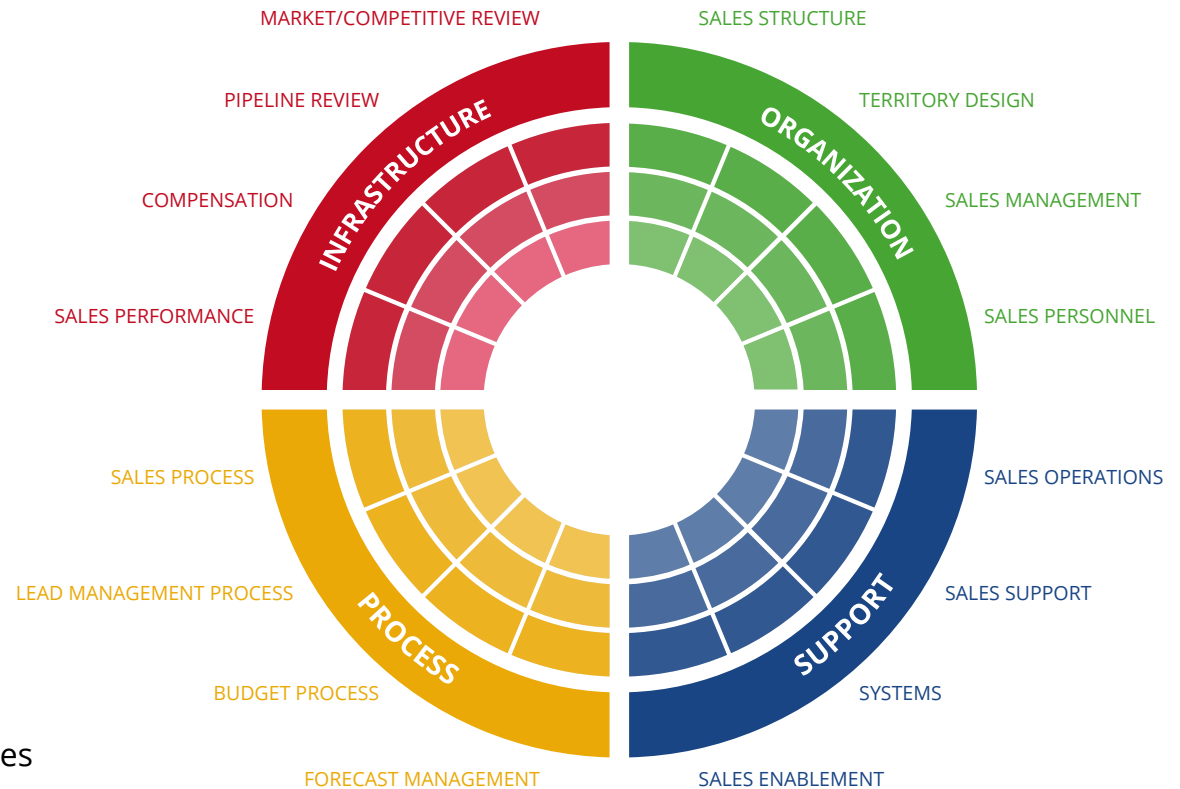 MARKET/COMPETITIVE REVIEW
SALES STRUCTURE
PIPELINE REVIEW
TERRITORY DESIGN
INFRASTRUCTURE
ORGANIZATION
COMPENSATION
SALES MANAGEMENT
SALES PERFORMANCE
SALES PERSONNEL
SALES PROCESS
SALES OPERATIONS
LEAD MANAGEMENT PROCESS
SALES SUPPORT
PROCESS
SUPPORT
BUDGET PROCESS
SYSTEMS
es
FORECAST MANAGEMENT
SALES ENABLEMENT